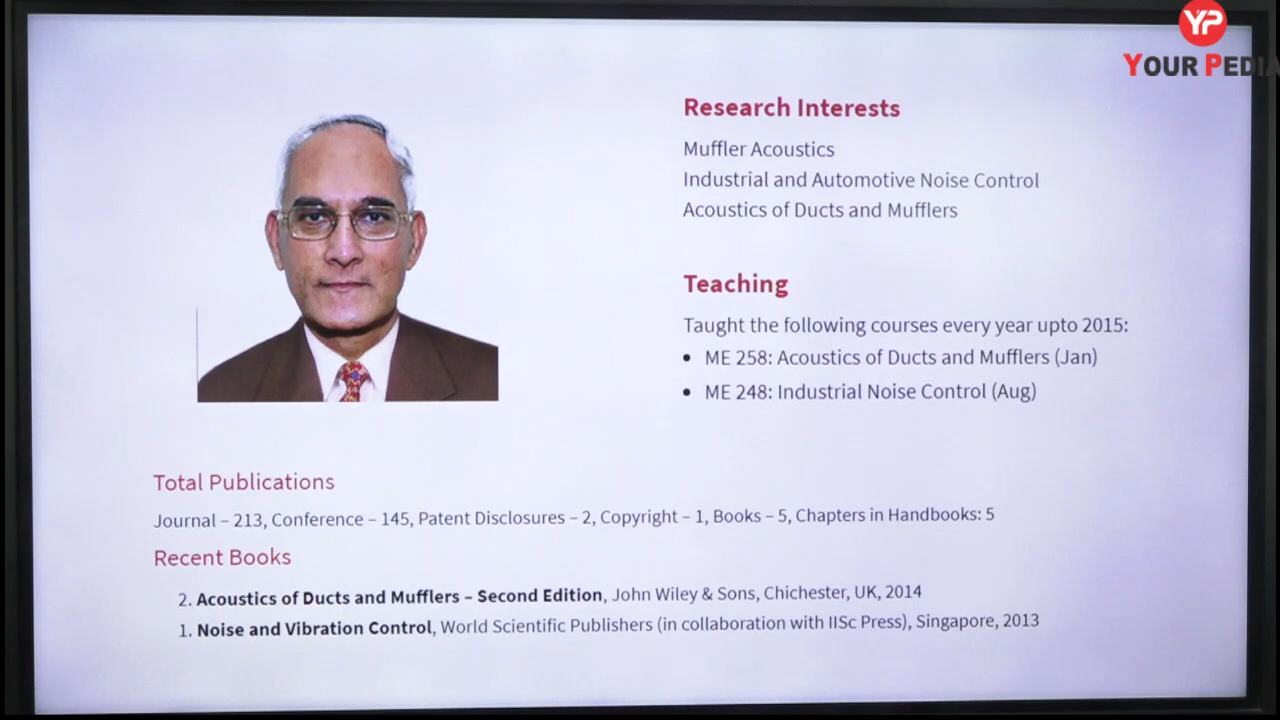 YP
YOUR PEDIA
Research Interests
Muffler Acoustics
Industrial and Automotive Noise Control
Acoustics of Ducts and Mufflers
Teaching
Taught the following courses every year upto 2015:
• ME 258: Acoustics of Ducts and Mufflers (Jan)
• ME 248: Industrial Noise Control (Aug)
Total Publications
Journal – 213, Conference – 145, Patent Disclosures – 2, Copyright – 1, Books – 5, Chapters in Handbooks: 5
Recent Books
2. Acoustics of Ducts and Mufflers – Second Edition, John Wiley & Sons, Chichester, UK, 2014
1. Noise and Vibration Control, World Scientific Publishers (in collaboration with IISc Press), Singapore, 2013